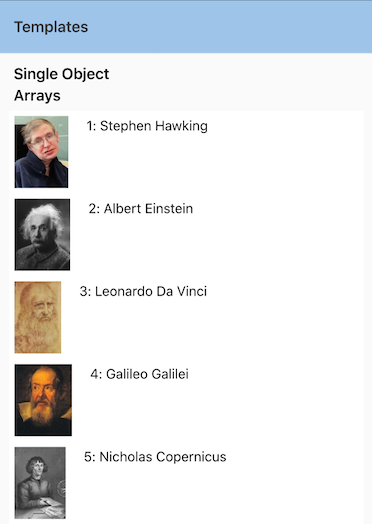 Templates
Single Object
Arrays
1: Stephen Hawking
2: Albert Einstein
3: Leonardo Da Vinci
4: Galileo Galilei
5: Nicholas Copernicus